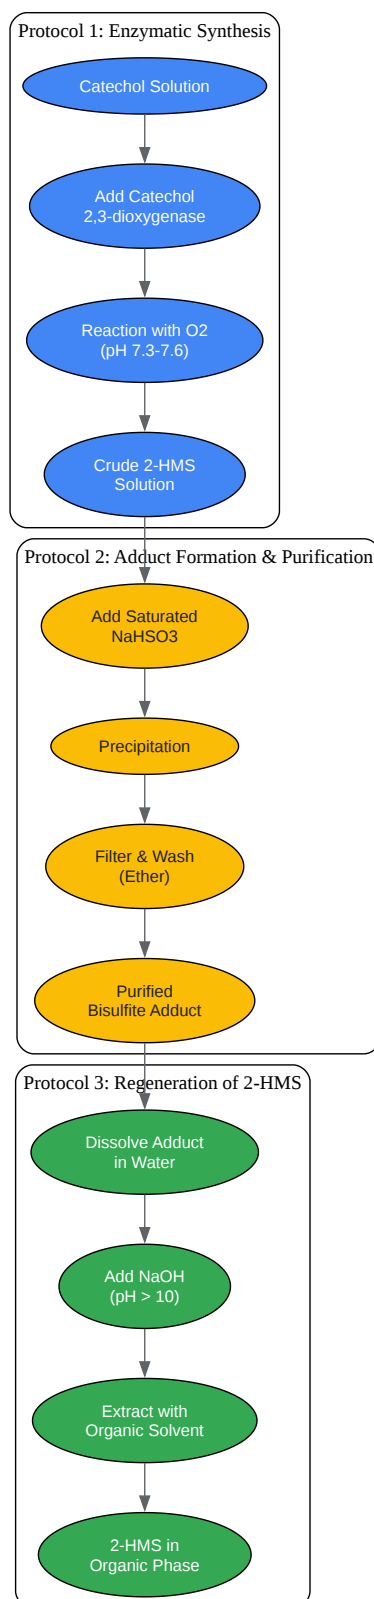 Protocol 1: Enzymatic Synthesis
Catechol Solution
Add Catechol
2,3-dioxygenase
Reaction with O2
(pH 7.3-7.6)
Crude 2-HMS
Solution
Protocol 2: Adduct Formation & Purification
Add Saturated
NaHSO3
Precipitation
Filter & Wash
(Ether)
Purified
Bisulfite Adduct
Protocol 3: Regeneration of 2-HMS
Dissolve Adduct
in Water
Add NaOH
(pH > 10)
Extract with
Organic Solvent
2-HMS in
Organic Phase